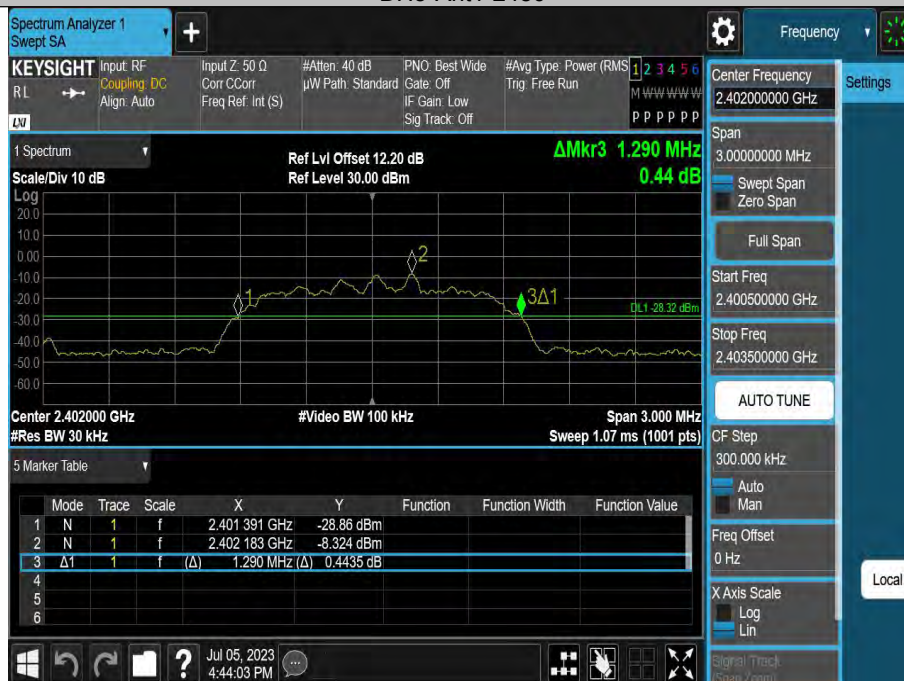 Spectrum Analyzer 1
Swept SA
+
Frequency
KEYSIGHT
RL
LXI
Input: RF
Coupling: DC
Align: Auto
Input Z: 50 Ω
Corr CCorr
Freq Ref: Int (S)
#Atten: 40 dB
µW Path: Standard
PNO: Best Wide
Gate: Off
IF Gain: Low
Sig Track: Off
#Avg Type: Power (RMS
Trig: Free Run
1 2 3 4 5 6
M W W W W W
P P P P P P
1 Spectrum
Scale/Div 10 dB
Ref Lvl Offset 12.20 dB
Ref Level 30.00 dBm
ΔMkr3 1.290 MHz
0.44 dB
Log
20.0
10.0
0.00
-10.0
-20.0
-30.0
-40.0
-50.0
-60.0
1
2
3Δ1
DL1 -28.32 dBm
Center 2.402000 GHz
#Video BW 100 kHz
Span 3.000 MHz
#Res BW 30 kHz
Sweep 1.07 ms (1001 pts)
5 Marker Table
Mode Trace Scale X Y Function Function Width Function Value
1 N 1 f 2.401 391 GHz -28.86 dBm
2 N 1 f 2.402 183 GHz -8.324 dBm
3 Δ1 1 f (Δ) 1.290 MHz (Δ) 0.4435 dB
4
5
6
?
Jul 05, 2023
4:44:03 PM
Center Frequency
2.402000000 GHz
Settings
Span
3.00000000 MHz
Swept Span
Zero Span
Full Span
Start Freq
2.400500000 GHz
Stop Freq
2.403500000 GHz
AUTO TUNE
CF Step
300.000 kHz
Auto
Man
Freq Offset
0 Hz
Local
X Axis Scale
Log
Lin
Signal Track
(Span Zoom)